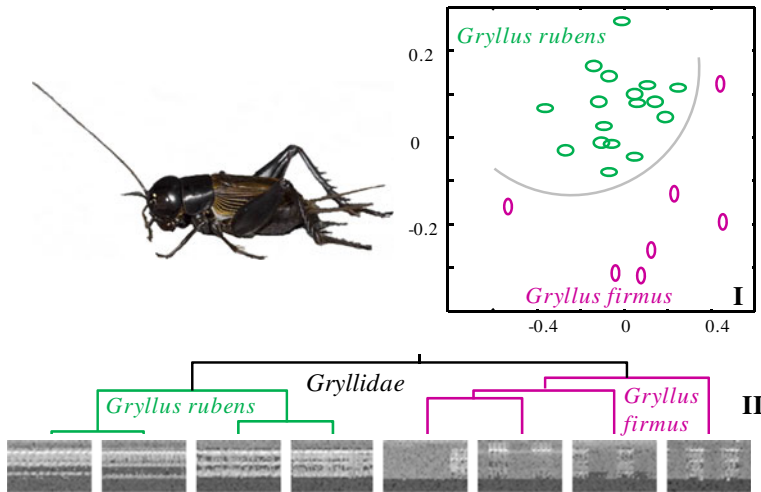 Gryllus rubens
0.2
0
-0.2
Gryllus firmus
I
-0.4
0
0.4
Gryllidae
Gryllus rubens
Gryllus
firmus
II